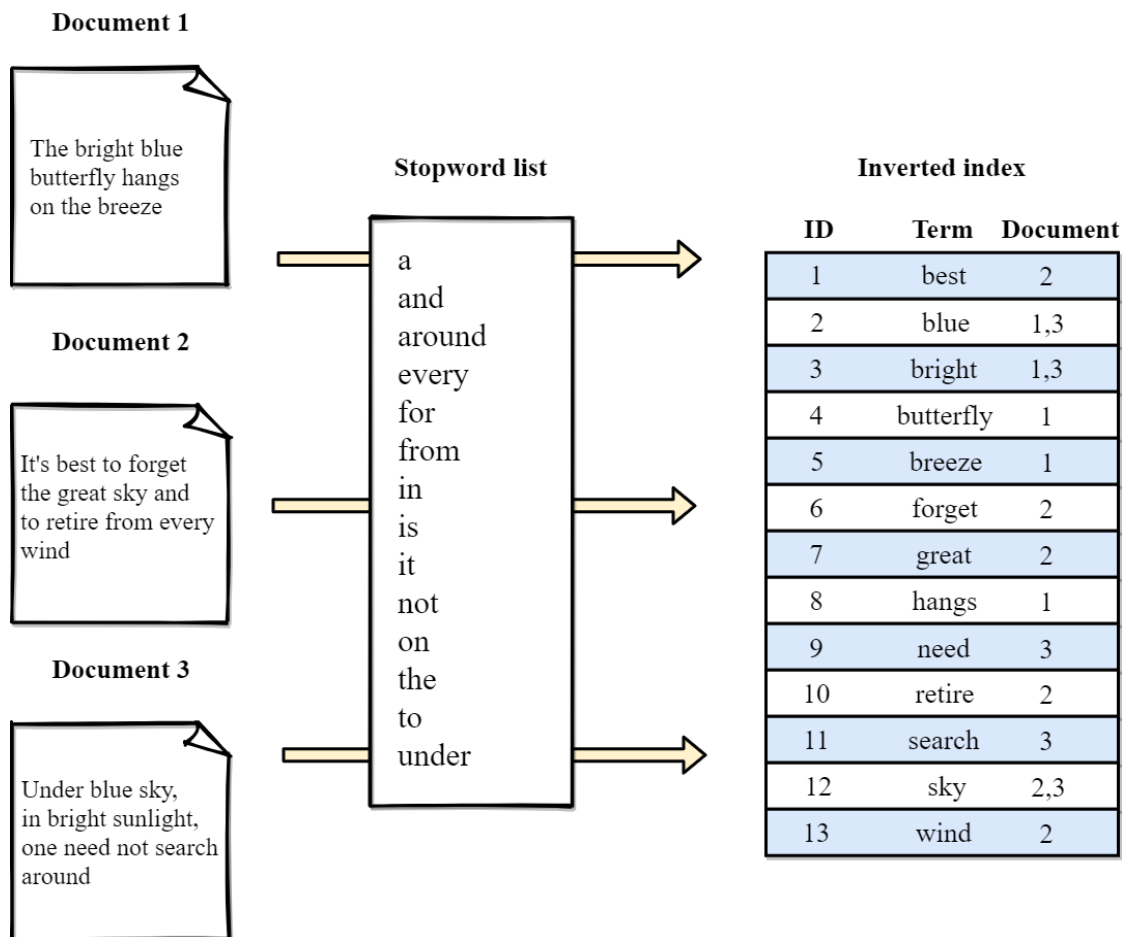 Document 1
The bright blue
butterfly hangs
on the breeze
Document 2
It's best to forget
the great sky and
to retire from every
wind
Document 3
Under blue sky,
in bright sunlight,
one need not search
around
Stopword list
a
and
around
every
for
from
in
is
it
not
on
the
to
under
Inverted index
ID Term Document
1 best 2
2 blue 1,3
3 bright 1,3
4 butterfly 1
5 breeze 1
6 forget 2
7 great 2
8 hangs 1
9 need 3
10 retire 2
11 search 3
12 sky 2,3
13 wind 2